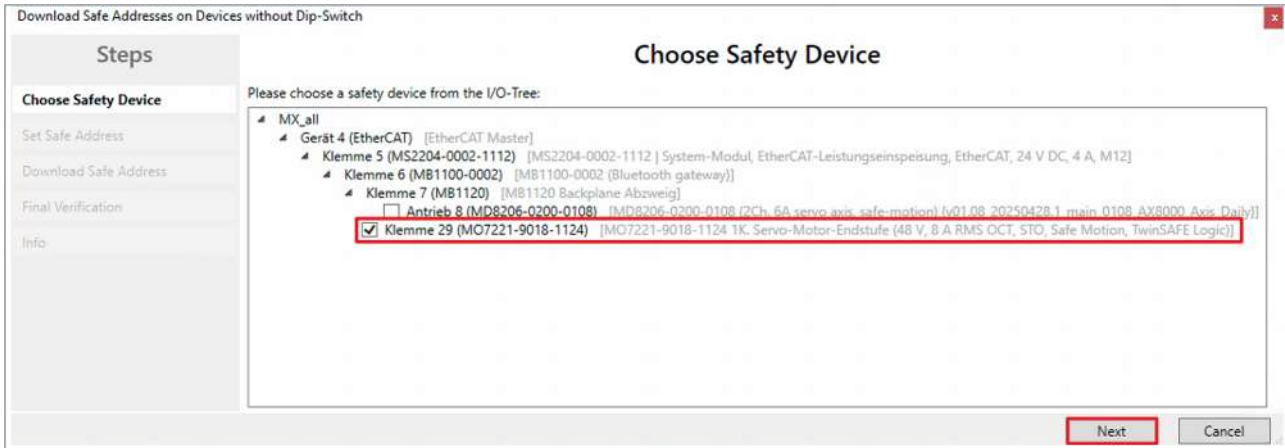 Download Safe Addresses on Devices without Dip-Switch
x
Steps
Choose Safety Device
Choose Safety Device
Please choose a safety device from the I/O-Tree:
Set Safe Address
Download Safe Address
Final Verification
Info
MX_all
Gerät 4 (EtherCAT) [EtherCAT Master]
Klemme 5 (MS2204-0002-1112) [MS2204-0002-1112 | System-Modul, EtherCAT-Leistungseinspeisung, EtherCAT, 24 V DC, 4 A, M12]
Klemme 6 (MB1100-0002) [MB1100-0002 (Bluetooth gateway)]
Klemme 7 (MB1120) [MB1120 Backplane Abzweig]
Antrieb 8 (MD8206-0200-0108) [MD8206-0200-0108 (2Ch. 6A servo axis, safe-motion) (v01.08_20250428.1_main_0108_AX8000_Axis_Daily)]
Klemme 29 (MO7221-9018-1124) [MO7221-9018-1124 1K. Servo-Motor-Endstufe (48 V, 8 A RMS OCT, STO, Safe Motion, TwinSAFE Logic)]
Next
Cancel